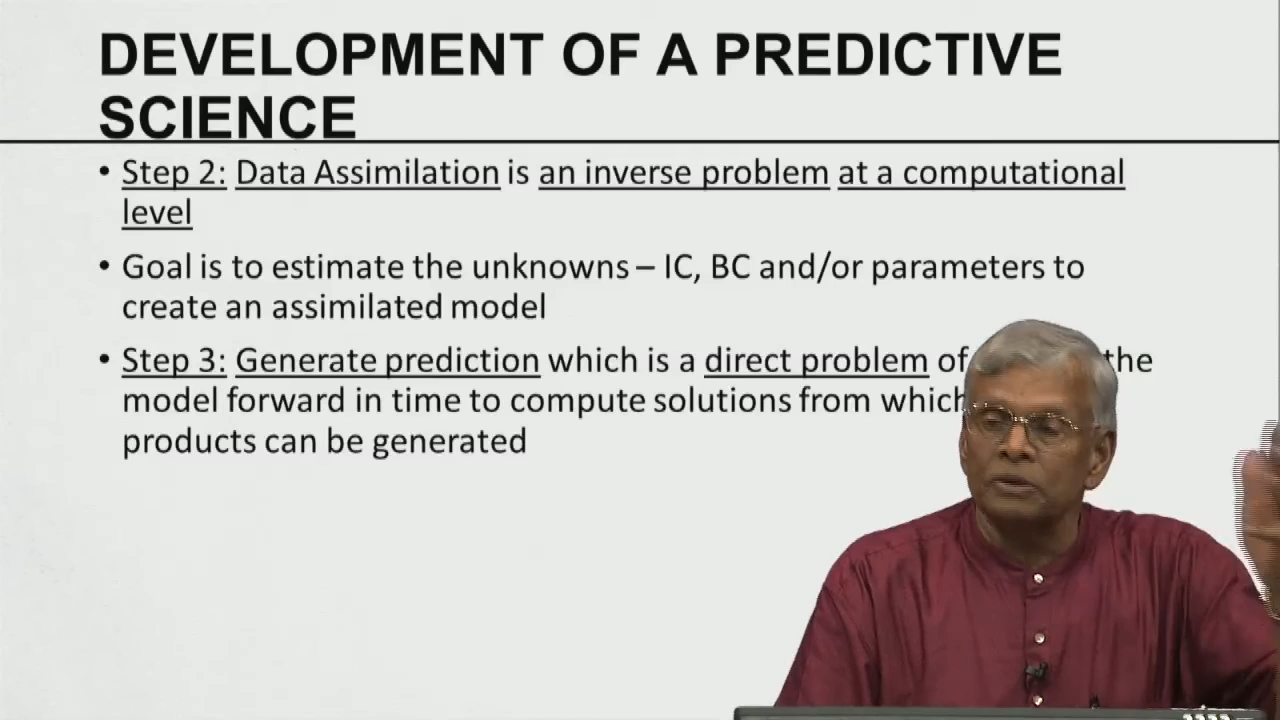 DEVELOPMENT OF A PREDICTIVE
SCIENCE
• Step 2: Data Assimilation is an inverse problem at a computational
level
• Goal is to estimate the unknowns – IC, BC and/or parameters to
create an assimilated model
• Step 3: Generate prediction which is a direct problem of the
model forward in time to compute solutions from which
products can be generated